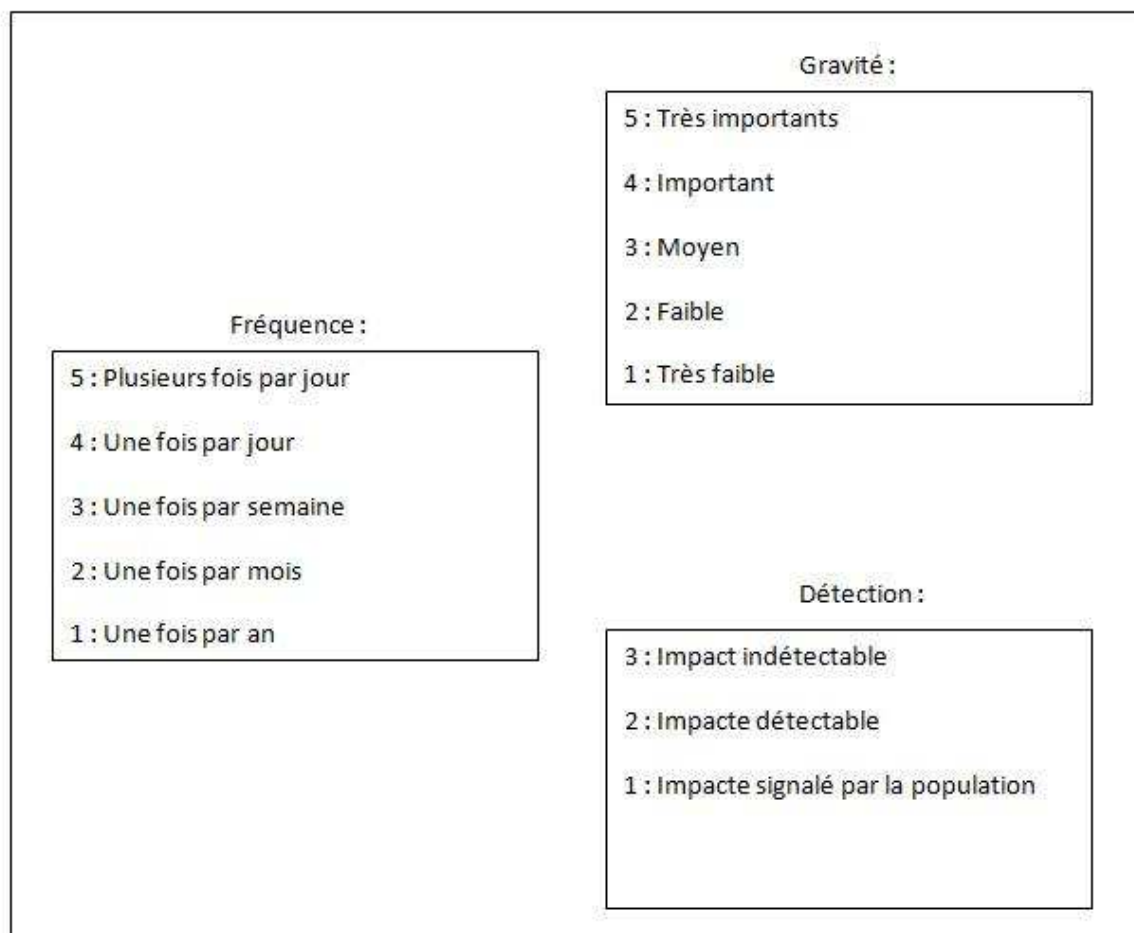 Gravité :
5 : Très importants
4 : Important
3 : Moyen
2 : Faible
1 : Très faible
Fréquence :
5 : Plusieurs fois par jour
4 : Une fois par jour
3 : Une fois par semaine
2 : Une fois par mois
1 : Une fois par an
Détection :
3 : Impact indétectable
2 : Impacte détectable
1 : Impacte signalé par la population